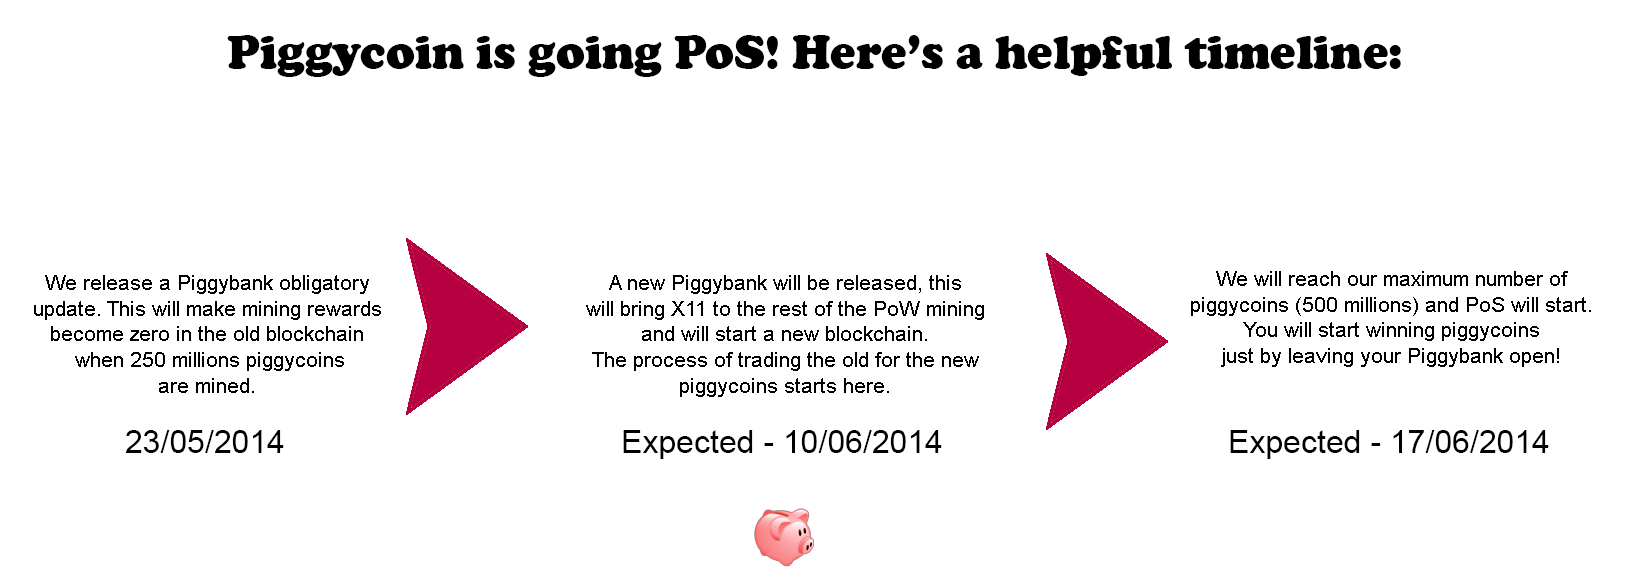 Piggycoin is going PoS! Here's a helpful timeline:
We release a Piggybank obligatory
update. This will make mining rewards
become zero in the old blockchain
when 250 millions piggycoins
are mined.
23/05/2014
A new Piggybank will be released, this
will bring X11 to the rest of the PoW mining
and will start a new blockchain.
The process of trading the old for the new
piggycoins starts here.
Expected - 10/06/2014
We will reach our maximum number of
piggycoins (500 millions) and PoS will start.
You will start winning piggycoins
just by leaving your Piggybank open!
Expected - 17/06/2014